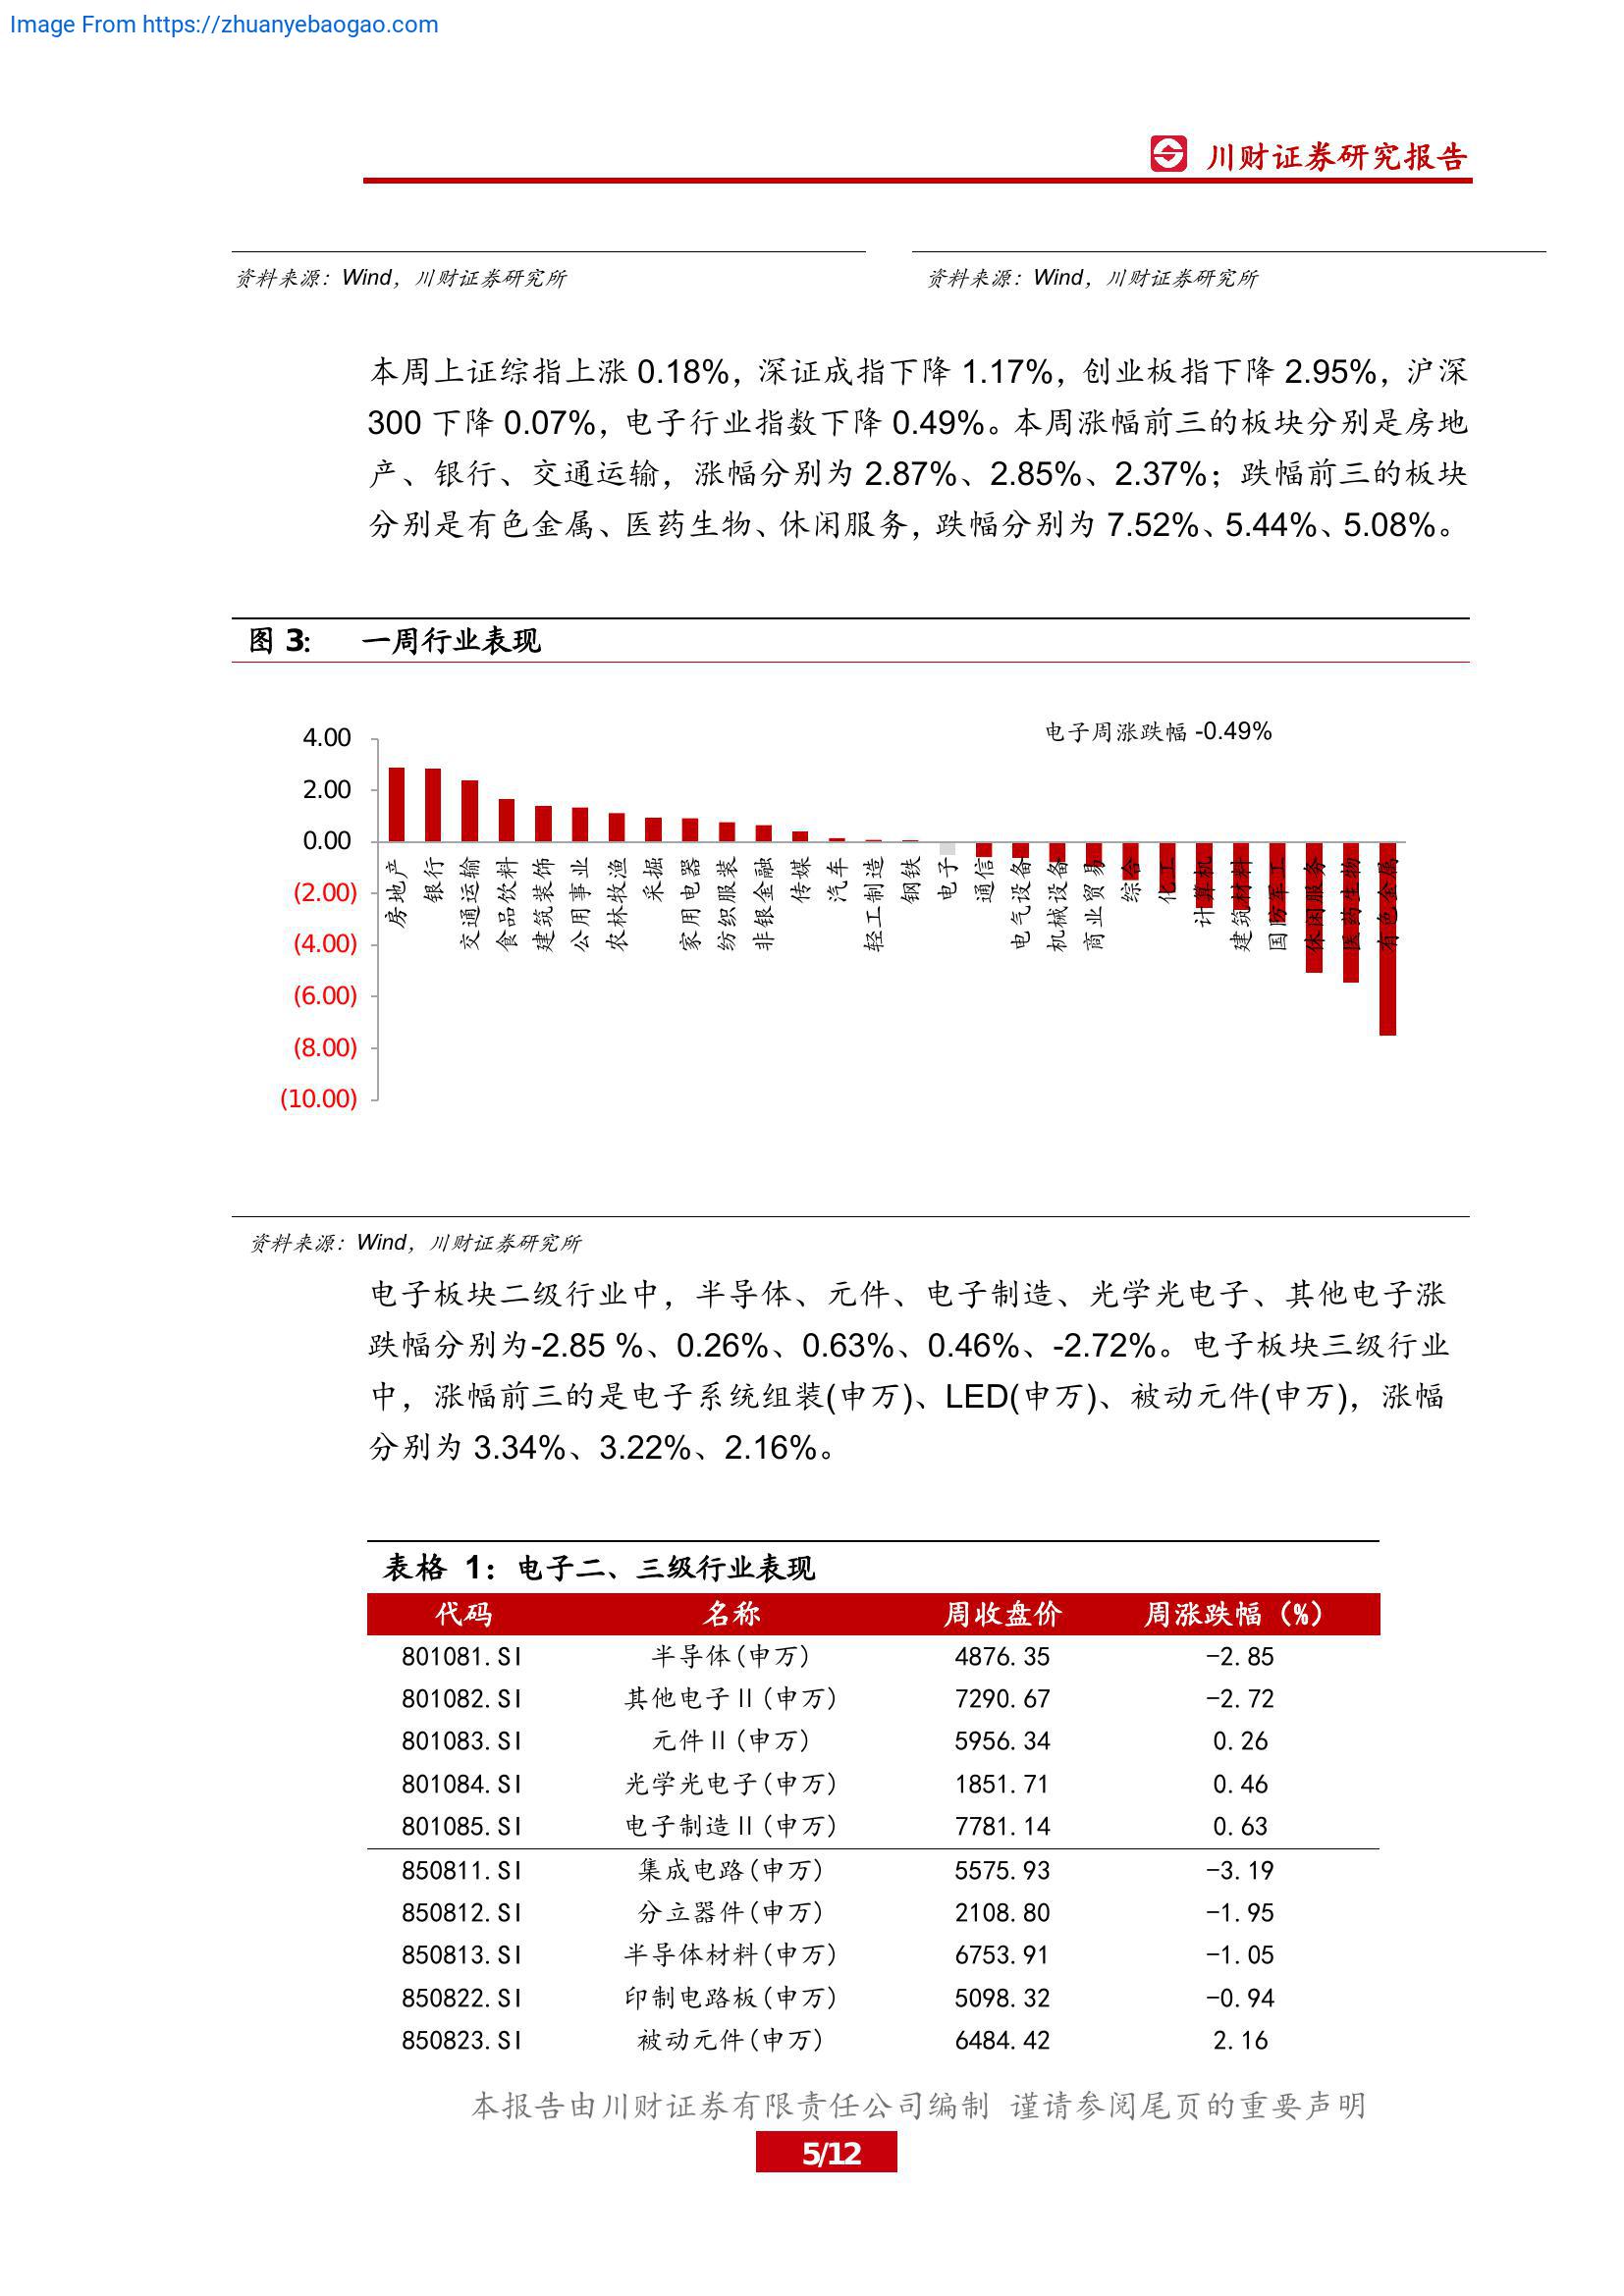 Image From https://zhuanyebaogao.com
川财证券研究报告
资料来源：Wind，川财证券研究所
资料来源：Wind，川财证券研究所
本周上证综指上涨 0.18%，深证成指下降 1.17%，创业板指下降 2.95%，沪深
300 下降 0.07%，电子行业指数下降 0.49%。本周涨幅前三的板块分别是房地
产、银行、交通运输，涨幅分别为 2.87%、2.85%、2.37%；跌幅前三的板块
分别是有色金属、医药生物、休闲服务，跌幅分别为 7.52%、5.44%、5.08%。
图 3： 一周行业表现
电子周涨跌幅 -0.49%
4.00
2.00
0.00
(2.00)
(4.00)
(6.00)
(8.00)
(10.00)
房地产
银行
交通运输
食品饮料
建筑装饰
公用事业
农林牧渔
采掘
家用电器
纺织服装
非银金融
传媒
汽车
轻工制造
钢铁
电子
通信
电气设备
机械设备
商业贸易
综合
化工
计算机
建筑材料
国防军工
休闲服务
医药生物
有色金属
资料来源：Wind，川财证券研究所
电子板块二级行业中，半导体、元件、电子制造、光学光电子、其他电子涨
跌幅分别为-2.85 %、0.26%、0.63%、0.46%、-2.72%。电子板块三级行业
中，涨幅前三的是电子系统组装(申万)、LED(申万)、被动元件(申万)，涨幅
分别为 3.34%、3.22%、2.16%。
表格 1：电子二、三级行业表现
代码 名称 周收盘价 周涨跌幅（%）
801081.SI 半导体(申万) 4876.35 -2.85
801082.SI 其他电子Ⅱ(申万) 7290.67 -2.72
801083.SI 元件Ⅱ(申万) 5956.34 0.26
801084.SI 光学光电子(申万) 1851.71 0.46
801085.SI 电子制造Ⅱ(申万) 7781.14 0.63
850811.SI 集成电路(申万) 5575.93 -3.19
850812.SI 分立器件(申万) 2108.80 -1.95
850813.SI 半导体材料(申万) 6753.91 -1.05
850822.SI 印制电路板(申万) 5098.32 -0.94
850823.SI 被动元件(申万) 6484.42 2.16
本报告由川财证券有限责任公司编制 谨请参阅尾页的重要声明
5/12